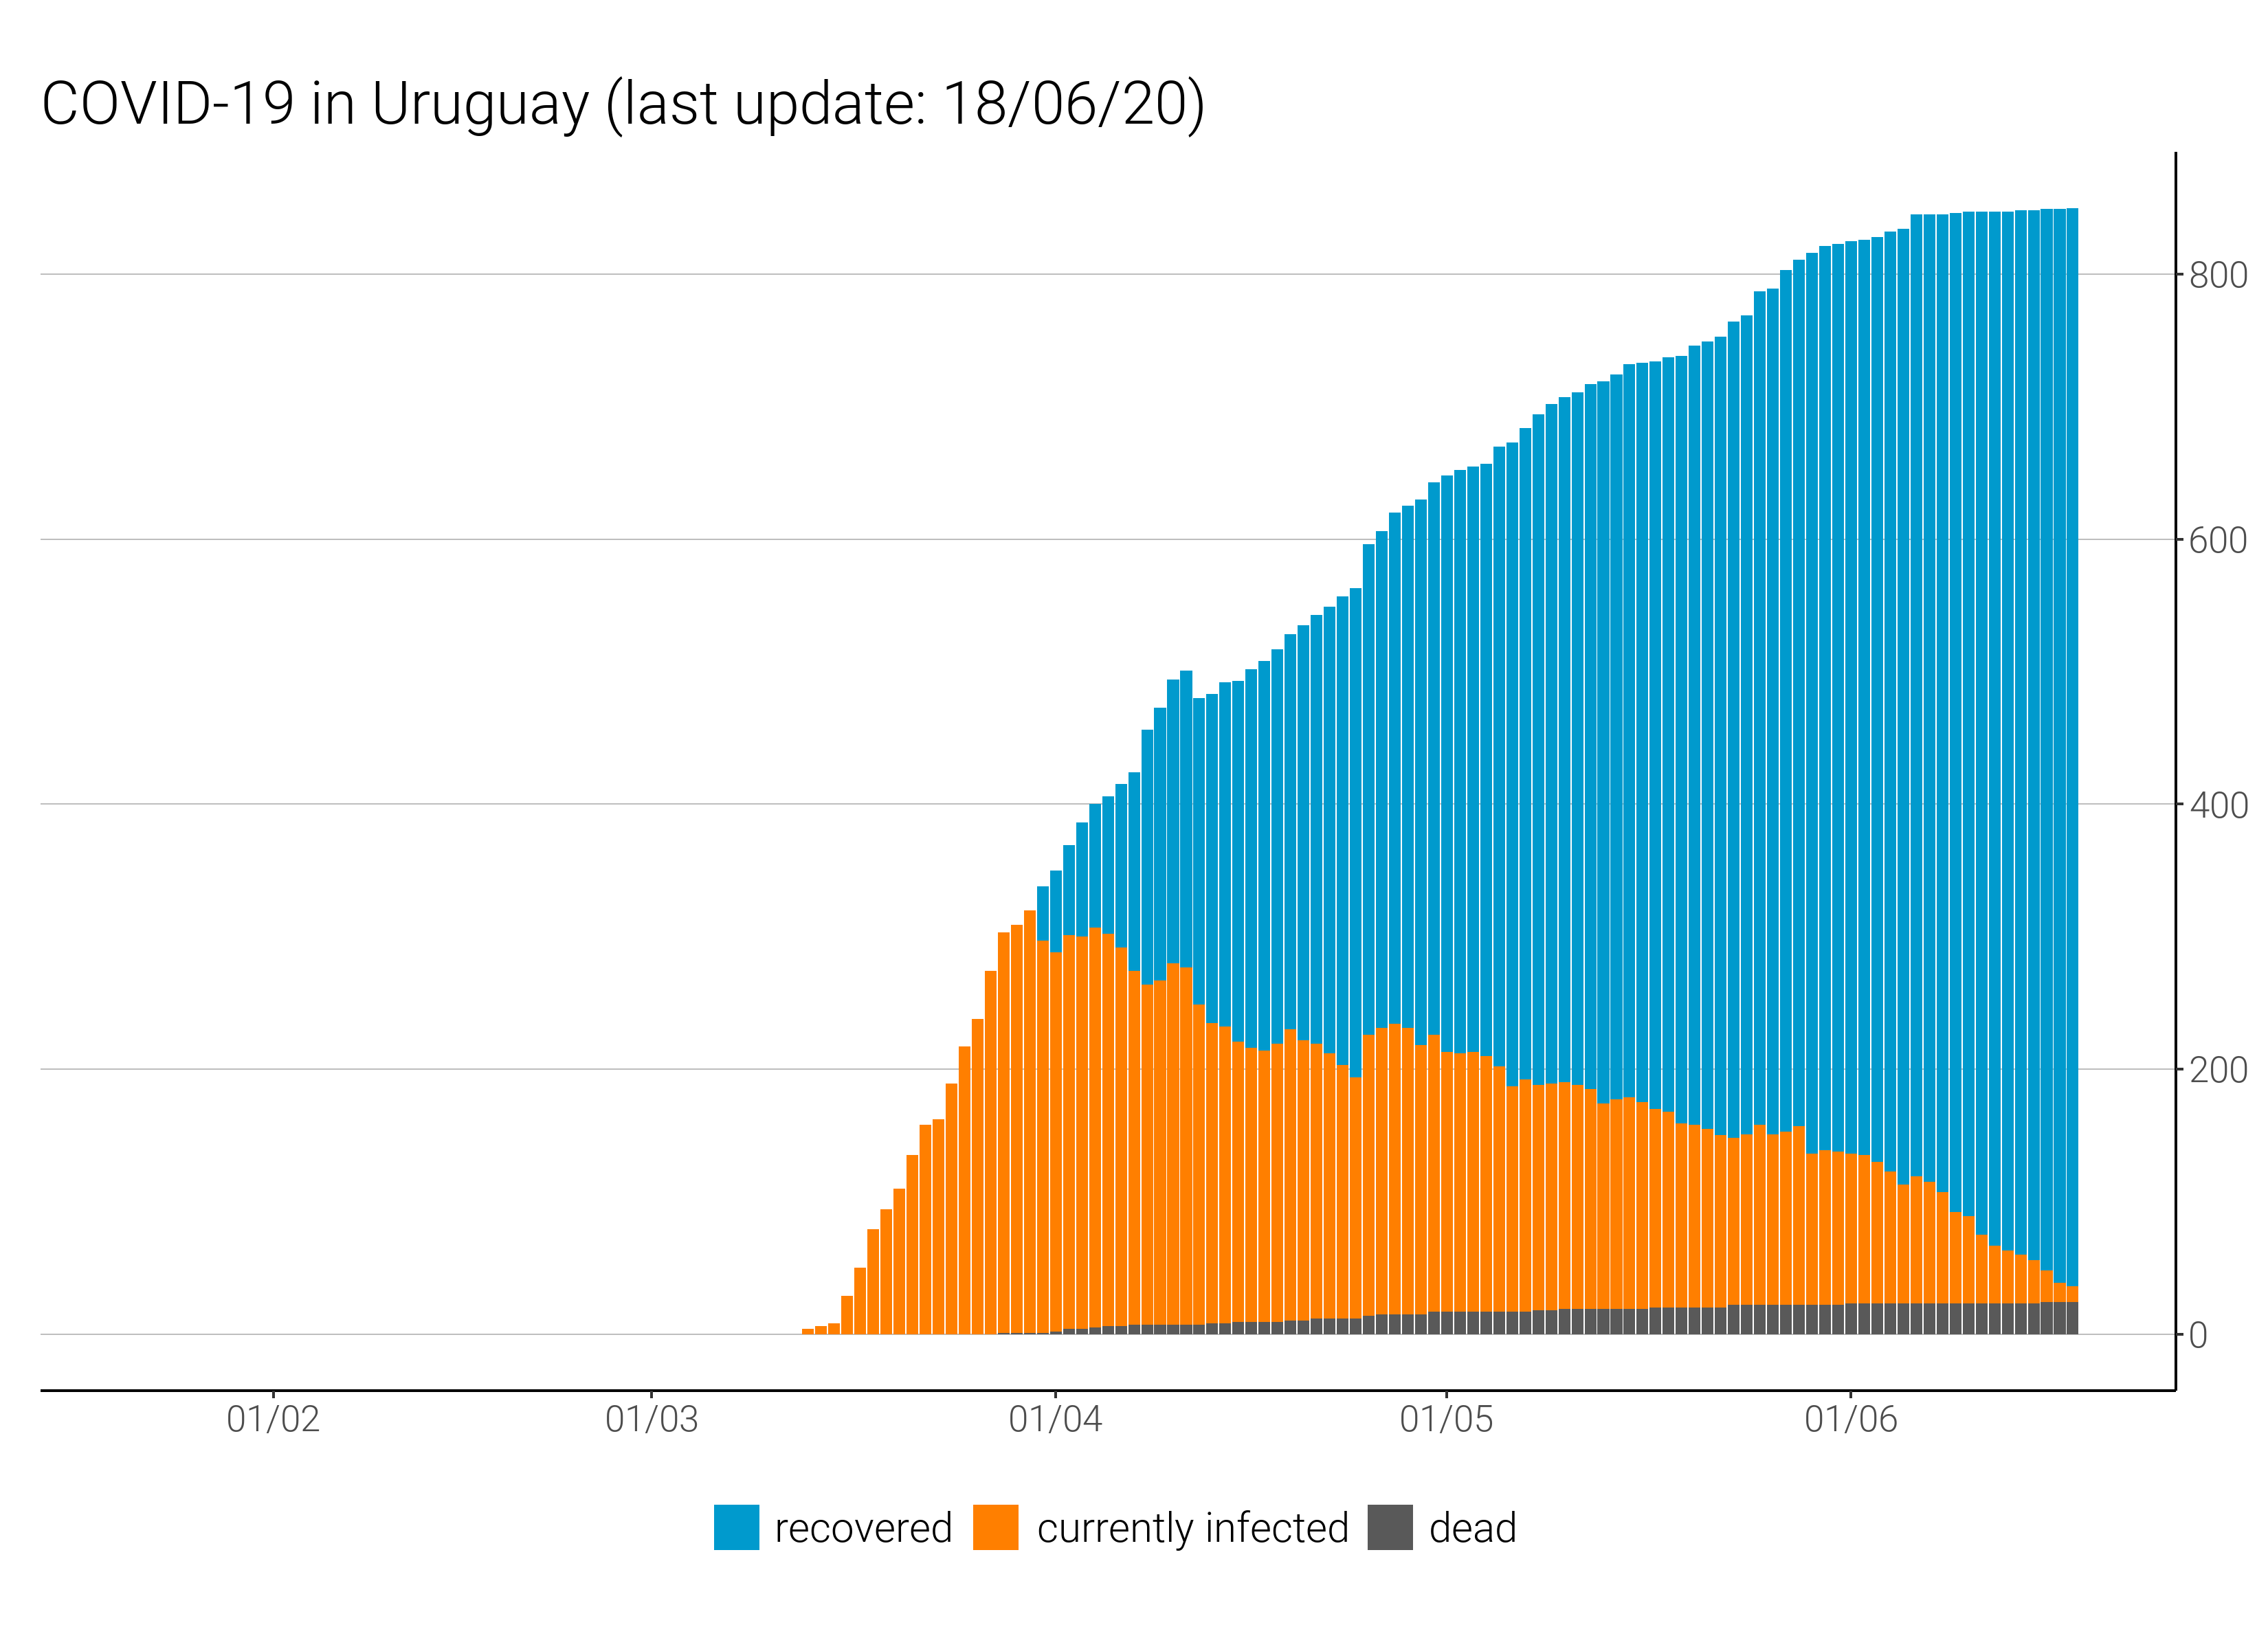 COVID-19 in Uruguay (last update: 18/06/20)
800
600
400
200
0
01/02 01/03 01/04 01/05 01/06
recovered currently infected dead